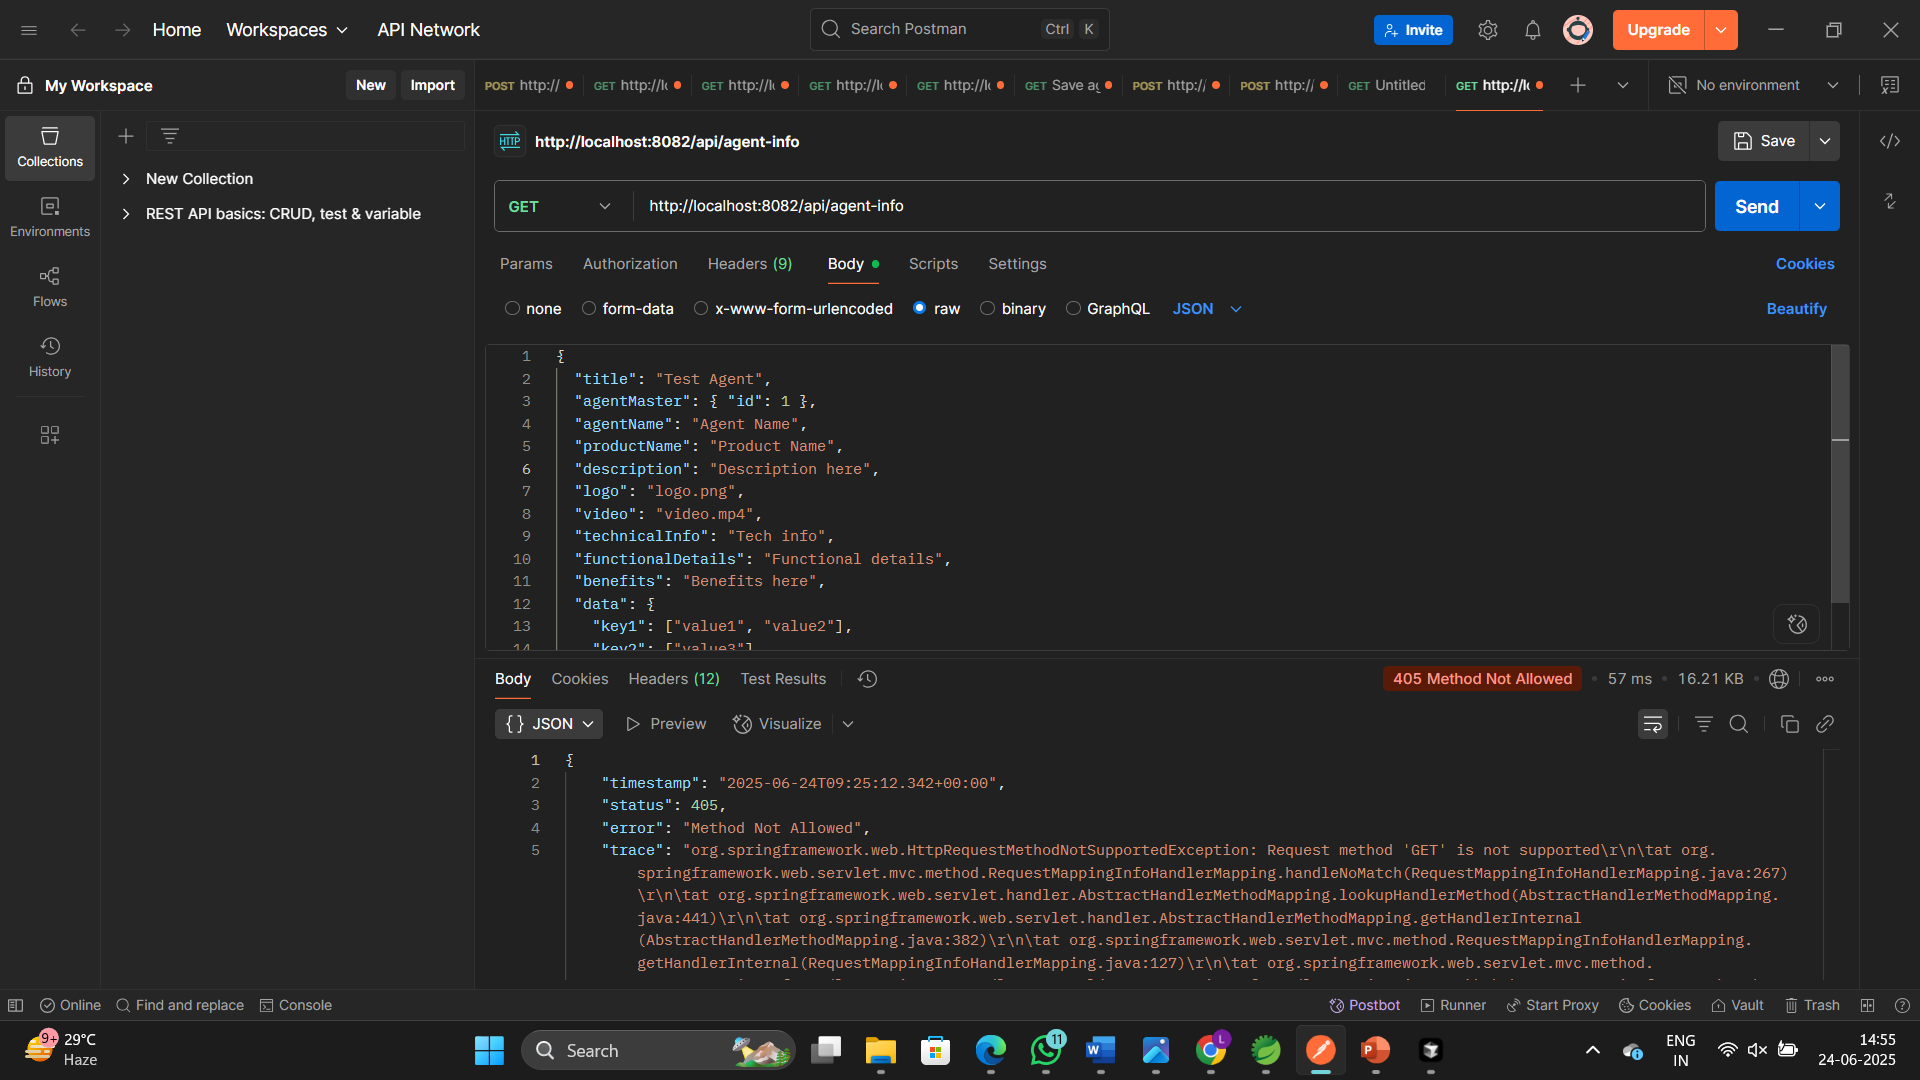 Home
Workspaces
API Network
Search Postman
Ctrl K
Invite
Upgrade
My Workspace
New
Import
POST http://
GET http://l
GET http://l
GET http://l
GET http://l
GET Save a
POST http:/
POST http:/
GET Untitled
GET http://l
No environment
Collections
Environments
Flows
History
New Collection
REST API basics: CRUD, test & variable
HTTP http://localhost:8082/api/agent-info
Save
GET
http://localhost:8082/api/agent-info
Send
Params
Authorization
Headers (9)
Body
Scripts
Settings
Cookies
none
form-data
x-www-form-urlencoded
raw
binary
GraphQL
JSON
Beautify
1 {
2 "title": "Test Agent",
3 "agentMaster": { "id": 1 },
4 "agentName": "Agent Name",
5 "productName": "Product Name",
6 "description": "Description here",
7 "logo": "logo.png",
8 "video": "video.mp4",
9 "technicalInfo": "Tech info",
10 "functionalDetails": "Functional details",
11 "benefits": "Benefits here",
12 "data": {
13 "key1": ["value1", "value2"],
14 "key2": ["value3"]
Body
Cookies
Headers (12)
Test Results
405 Method Not Allowed
57 ms
16.21 KB
{} JSON
Preview
Visualize
1 {
2 "timestamp": "2025-06-24T09:25:12.342+00:00",
3 "status": 405,
4 "error": "Method Not Allowed",
5 "trace": "org.springframework.web.HttpRequestMethodNotSupportedException: Request method 'GET' is not supported\r\n\tat org.
springframework.web.servlet.mvc.method.RequestMappingInfoHandlerMapping.handleNoMatch(RequestMappingInfoHandlerMapping.java:267)
\r\n\tat org.springframework.web.servlet.handler.AbstractHandlerMethodMapping.lookupHandlerMethod(AbstractHandlerMethodMapping.
java:441)\r\n\tat org.springframework.web.servlet.handler.AbstractHandlerMethodMapping.getHandlerInternal
(AbstractHandlerMethodMapping.java:382)\r\n\tat org.springframework.web.servlet.mvc.method.RequestMappingInfoHandlerMapping.
getHandlerInternal(RequestMappingInfoHandlerMapping.java:127)\r\n\tat org.springframework.web.servlet.mvc.method.
Online
Find and replace
Console
Postbot
Runner
Start Proxy
Cookies
Vault
Trash
9+
29°C
Haze
Search
11
L
ENG
IN
14:55
24-06-2025